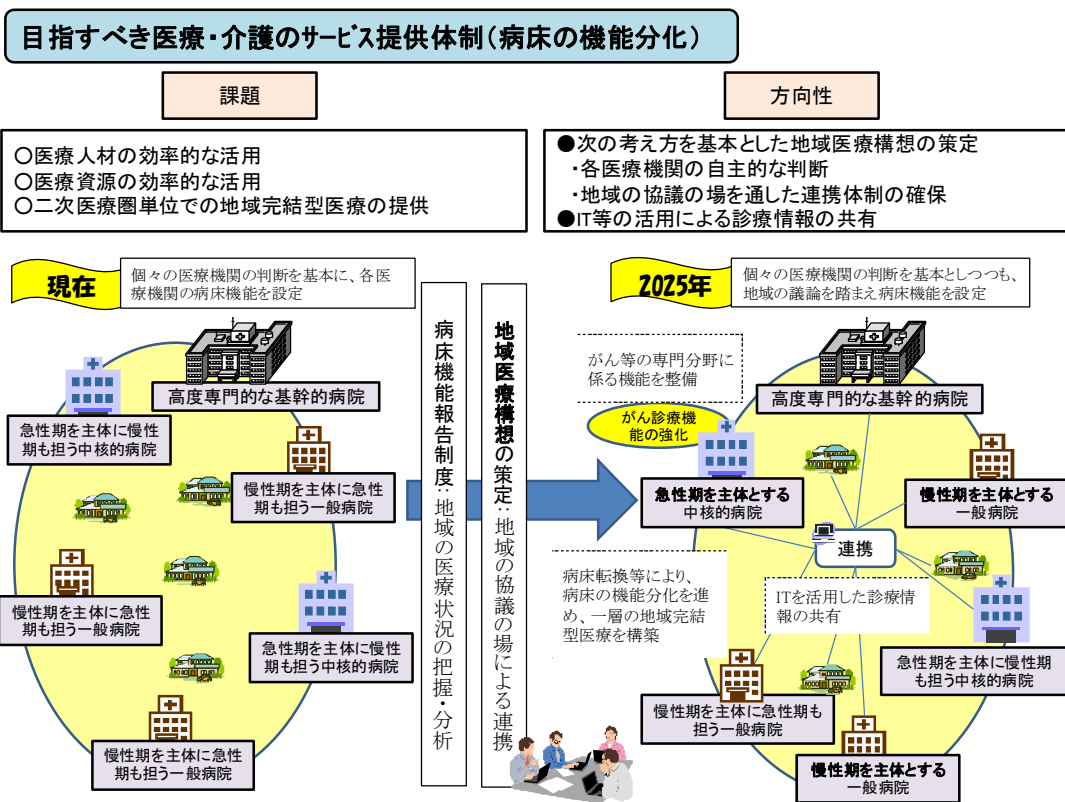 目指すべき医療・介護のサービス提供体制(病床の機能分化)
課題
○医療人材の効率的な活用
○医療資源の効率的な活用
○二次医療圏単位での地域完結型医療の提供
方向性
●次の考え方を基本とした地域医療構想の策定
・各医療機関の自主的な判断
・地域の協議の場を通した連携体制の確保
●IT等の活用による診療情報の共有
現在
個々の医療機関の判断を基本に、各医
療機関の病床機能を設定
高度専門的な基幹的病院
急性期を主体に慢性
期も担う中核的病院
慢性期を主体に急性
期も担う一般病院
慢性期を主体に急性
期も担う一般病院
急性期を主体に慢性
期も担う中核的病院
慢性期を主体に急性
期も担う一般病院
病床機能報告制度：地域の医療状況の把握・分析
地域医療構想の策定：地域の協議の場による連携
2025年
個々の医療機関の判断を基本としつつも、
地域の議論を踏まえ病床機能を設定
がん等の専門分野に
係る機能を整備
がん診療機
能の強化
高度専門的な基幹的病院
急性期を主体とする
中核的病院
慢性期を主体とする
一般病院
連携
病床転換等により、
病床の機能分化を進
め、一層の地域完結
型医療を構築
ITを活用した診療情
報の共有
急性期を主体に慢性期
も担う中核的病院
慢性期を主体に急性期も
担う一般病院
慢性期を主体とする
一般病院